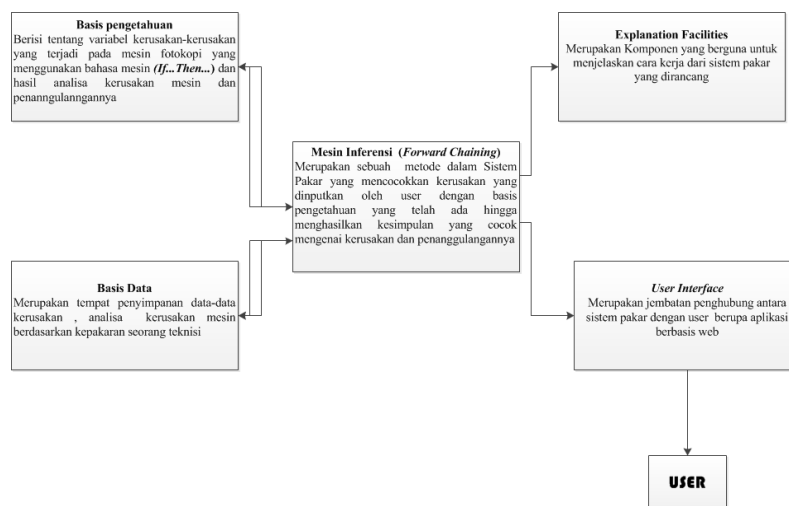 Basis pengetahuan
Berisi tentang variabel kerusakan-kerusakan
yang terjadi pada mesin fotokopi yang
menggunakan bahasa mesin (If...Then...) dan
hasil analisa kerusakan mesin dan
penanngulanngannya
Explanation Facilities
Merupakan Komponen yang berguna untuk
menjelaskan cara kerja dari sistem pakar
yang dirancang
Mesin Inferensi (Forward Chaining)
Merupakan sebuah metode dalam Sistem
Pakar yang mencocokkan kerusakan yang
dinputkan oleh user dengan basis
pengetahuan yang telah ada hingga
menghasilkan kesimpulan yang cocok
mengenai kerusakan dan penanggulangannya
Basis Data
Merupakan tempat penyimpanan data-data
kerusakan , analisa kerusakan mesin
berdasarkan kepakaran seorang teknisi
User Interface
Merupakan jembatan penghubung antara
sistem pakar dengan user berupa aplikasi
berbasis web
USER